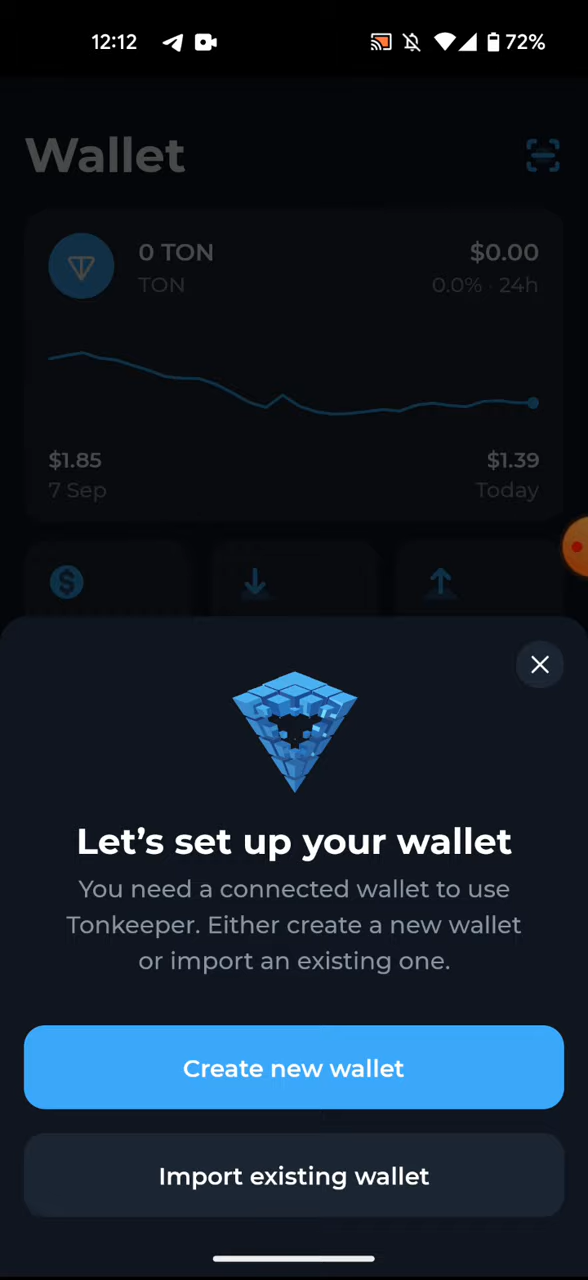 12:12
72%
Wallet
0 TON
$0.00
TON
0.0% · 24h
$1.85
$1.39
7 Sep
Today
Let’s set up your wallet
You need a connected wallet to use
Tonkeeper. Either create a new wallet
or import an existing one.
Create new wallet
Import existing wallet